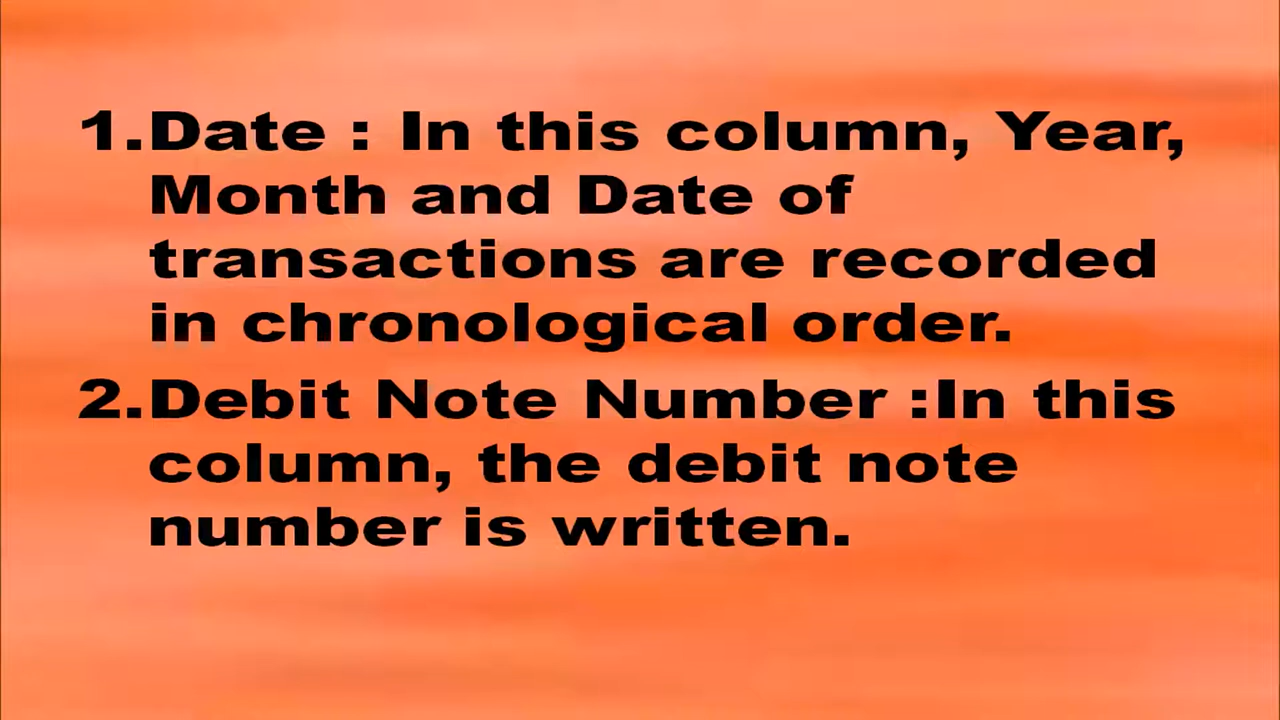 1.Date : In this column, Year,
Month and Date of
transactions are recorded
in chronological order.
2.Debit Note Number :In this
column, the debit note
number is written.